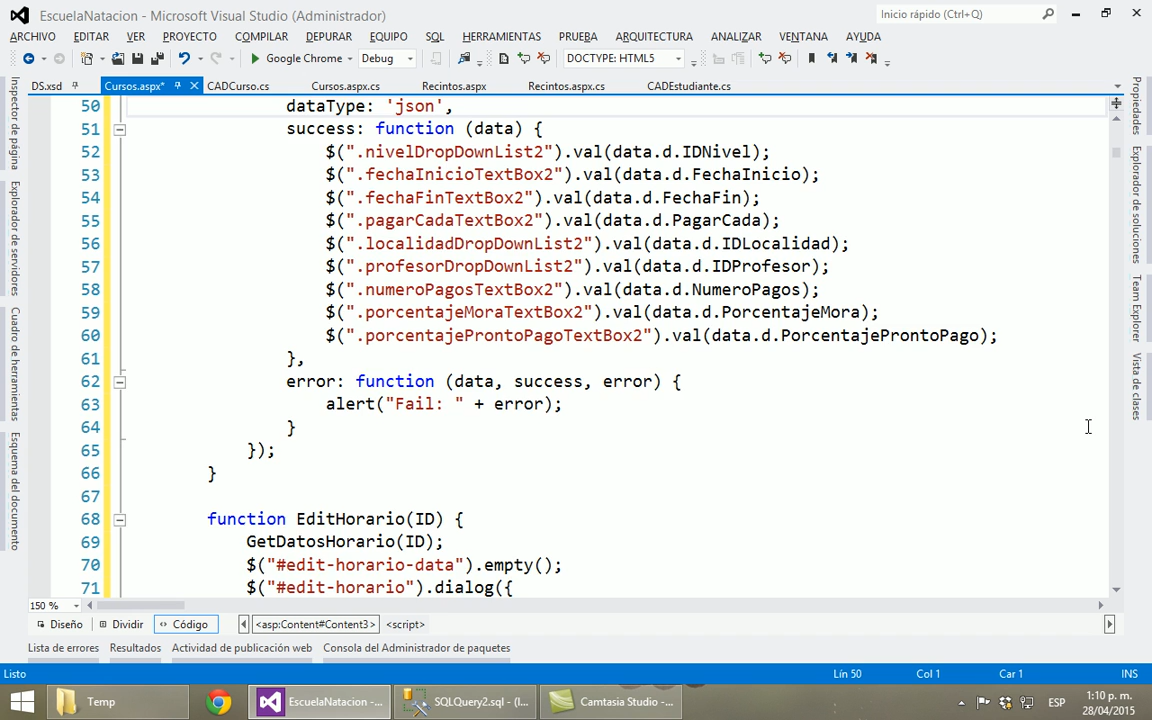 EscuelaNatacion - Microsoft Visual Studio (Administrador)
Inicio rápido (Ctrl+Q)
ARCHIVO EDITAR VER PROYECTO COMPILAR DEPURAR EQUIPO SQL HERRAMIENTAS PRUEBA ARQUITECTURA ANALIZAR VENTANA AYUDA
Google Chrome Debug DOCTYPE: HTML5
DS.xsd Cursos.aspx* CADCurso.cs Cursos.aspx.cs Recintos.aspx Recintos.aspx.cs CADEstudiante.cs
50 dataType: 'json',
51 success: function (data) {
52 $(".nivelDropDownList2").val(data.d.IDNivel);
53 $(".fechaInicioTextBox2").val(data.d.FechaInicio);
54 $(".fechaFinTextBox2").val(data.d.FechaFin);
55 $(".pagarCadaTextBox2").val(data.d.PagarCada);
56 $(".localidadDropDownList2").val(data.d.IDLocalidad);
57 $(".profesorDropDownList2").val(data.d.IDProfesor);
58 $(".numeroPagosTextBox2").val(data.d.NumeroPagos);
59 $(".porcentajeMoraTextBox2").val(data.d.PorcentajeMora);
60 $(".porcentajeProntoPagoTextBox2").val(data.d.PorcentajeProntoPago);
61 },
62 error: function (data, success, error) {
63 alert("Fail: " + error);
64 }
65 });
66 }
67
68 function EditHorario(ID) {
69 GetDatosHorario(ID);
70 $("#edit-horario-data").empty();
71 $("#edit-horario").dialog({
Inspector de página
Explorador de servidores
Cuadro de herramientas
Esquema del documento
Propiedades
Explorador de soluciones
Team Explorer
Vista de clases
150 %
Diseño Dividir Código <asp:Content#Content3> <script>
Lista de errores Resultados Actividad de publicación web Consola del Administrador de paquetes
Listo Lín 50 Col 1 Car 1 INS
Temp EscuelaNatacion -... SQLQuery2.sql - (l... Camtasia Studio -... ESP 1:10 p. m.
28/04/2015